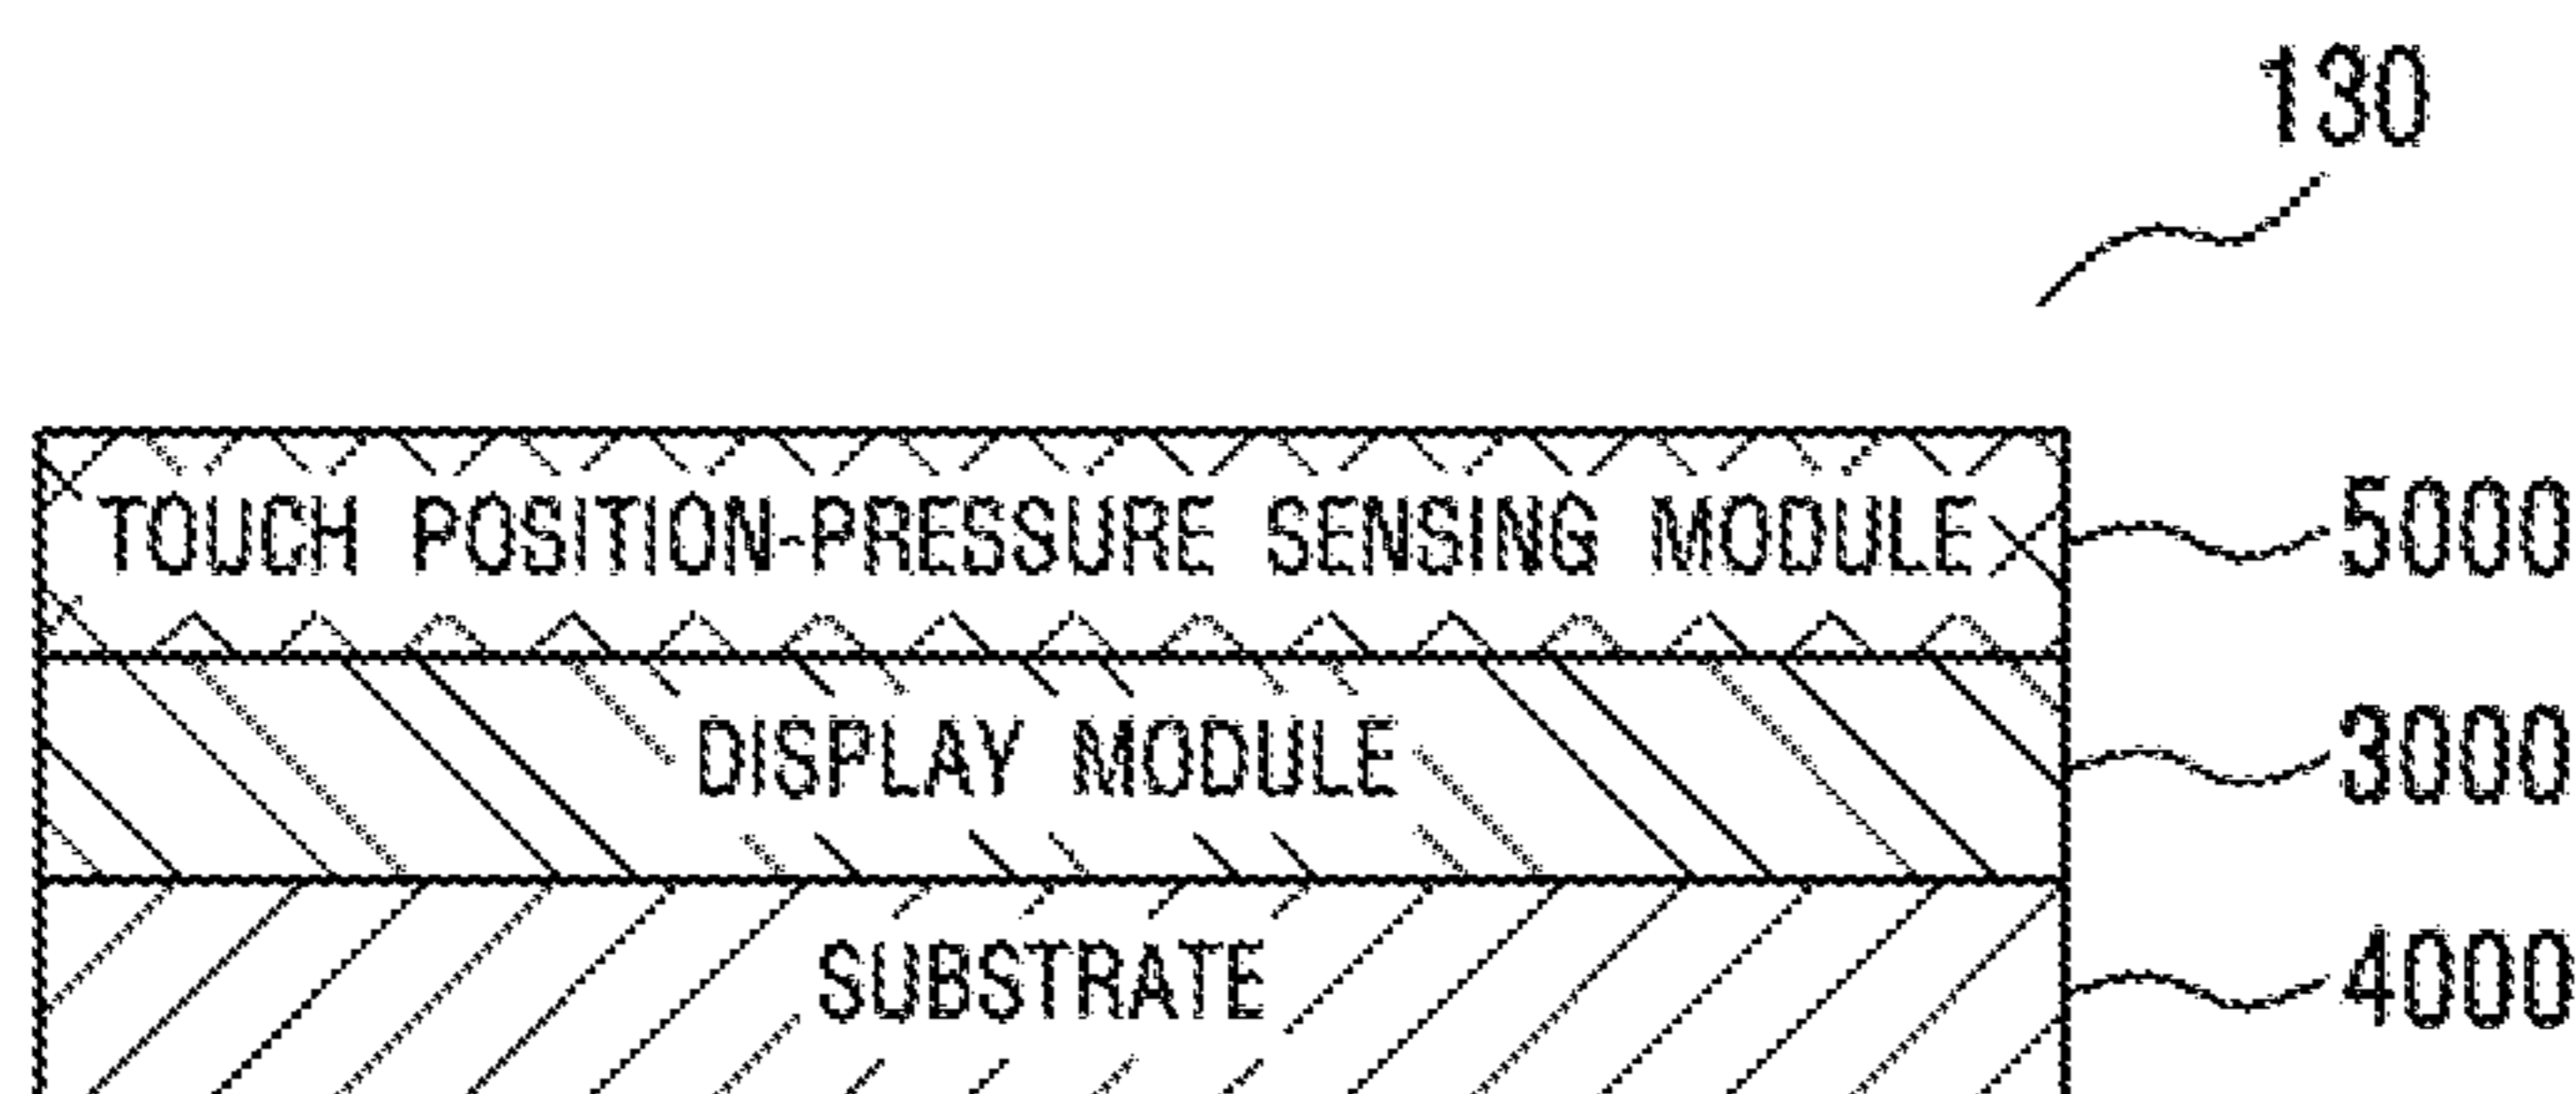 130
TOUCH POSITION-PRESSURE SENSING MODULE 5000
DISPLAY MODULE 3000
SUBSTRATE 4000